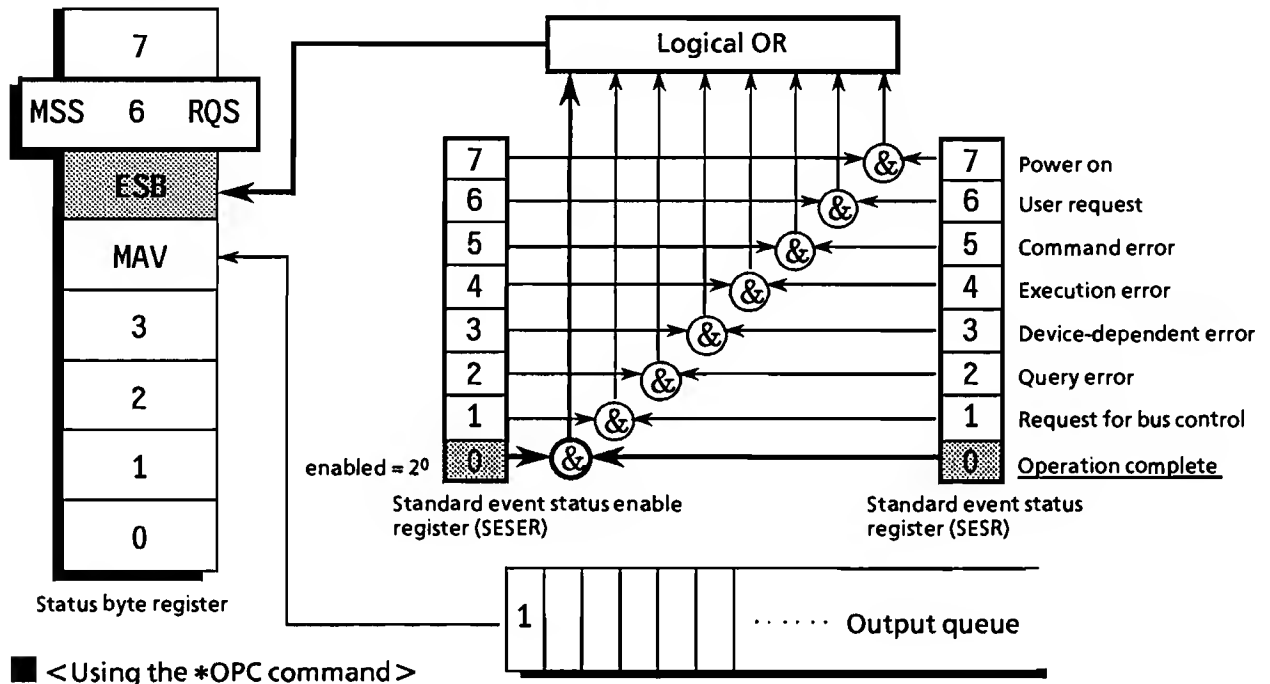 7
MSS 6 RQS
ESB
MAV
3
2
1
0
Status byte register
Logical OR
7 & 7 Power on
6 & 6 User request
5 & 5 Command error
4 & 4 Execution error
3 & 3 Device-dependent error
2 & 2 Query error
1 & 1 Request for bus control
enabled = 2⁰ 0 & 0 Operation complete
Standard event status enable
register (SESER)
Standard event status
register (SESR)
1 ······ Output queue
■ <Using the *OPC command>